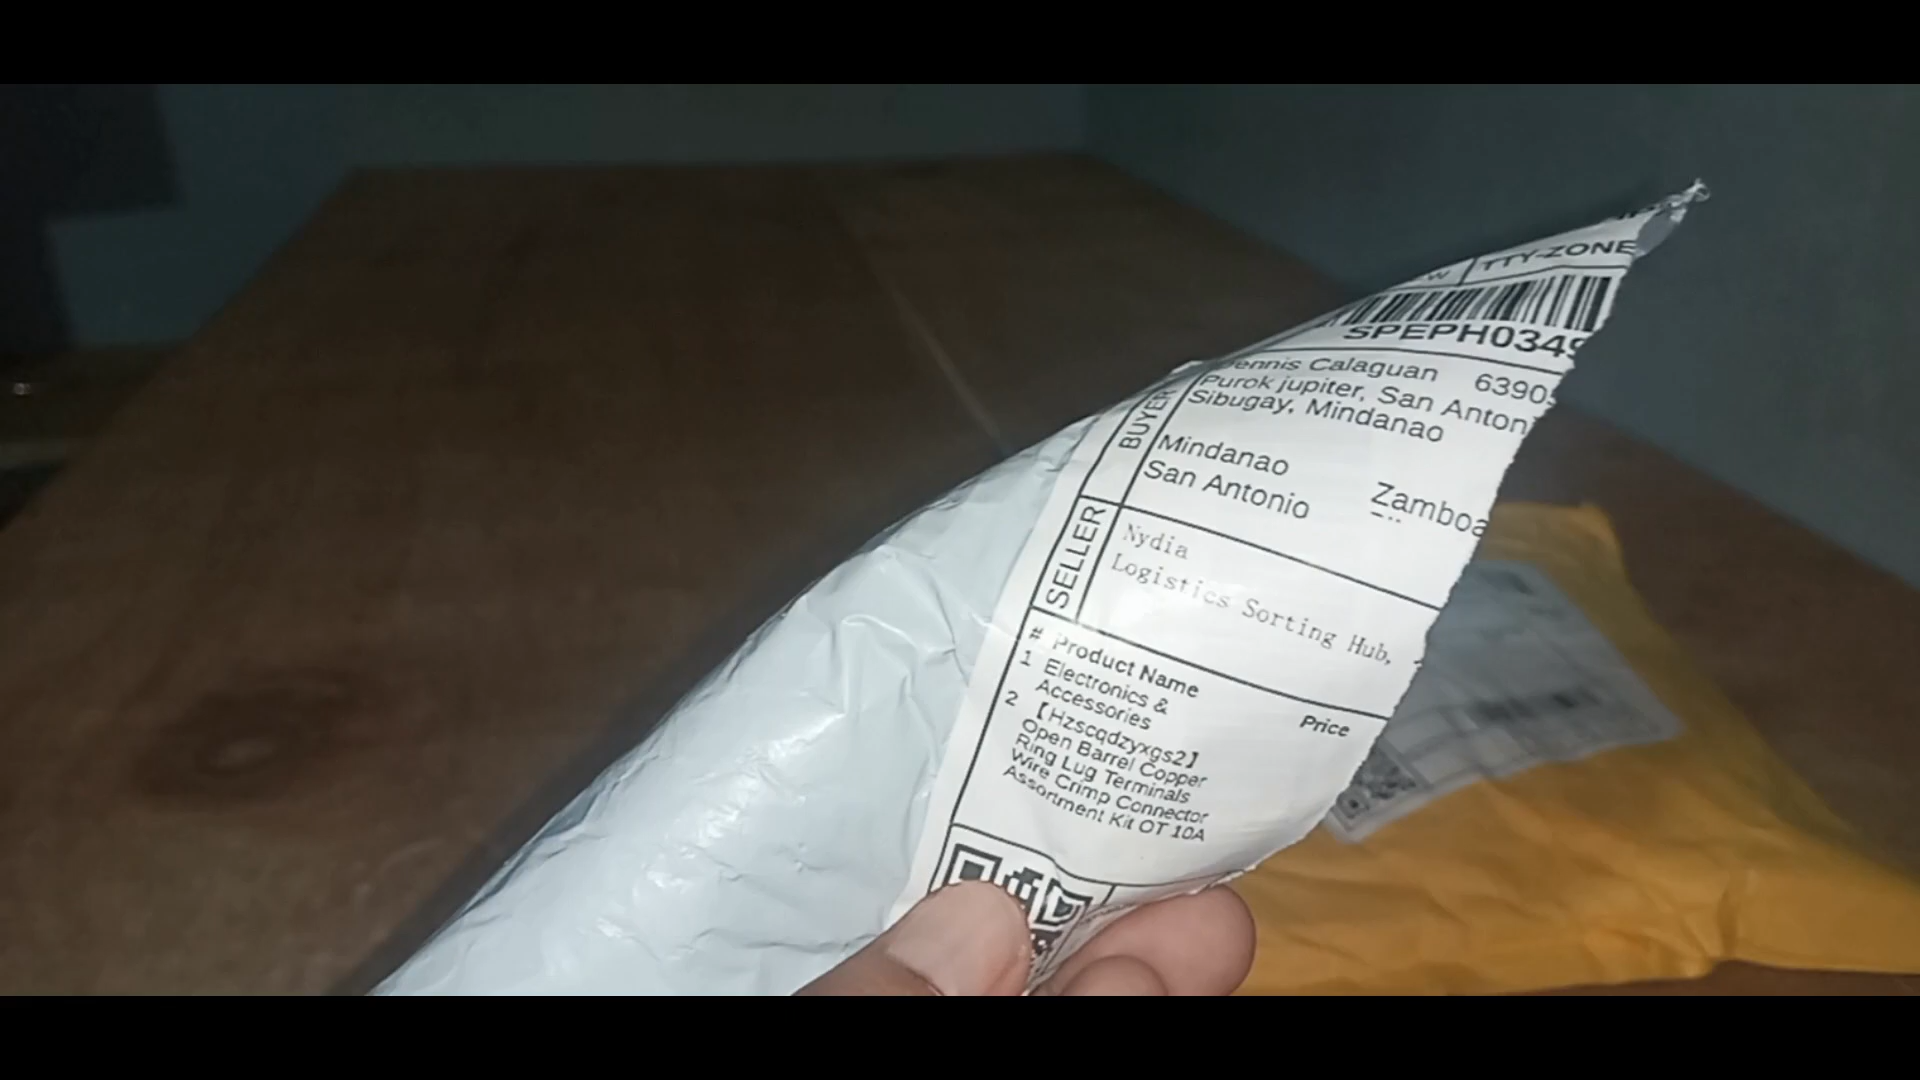 TTY-ZONE
SPEPH0349
Dennis Calaguan 6390
Purok jupiter, San Anton
Sibugay, Mindanao
BUYER
Mindanao
San Antonio Zamboa
SELLER
Nydia
Logistics Sorting Hub,
# Product Name Price
1 Electronics &
Accessories
2 【Hzscqdzyxgs2】
Open Barrel Copper
Ring Lug Terminals
Wire Crimp Connector
Assortment Kit OT 10A